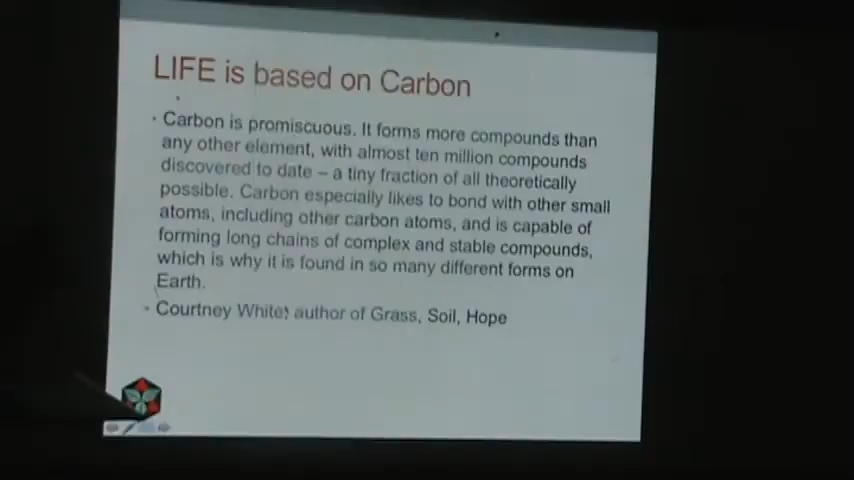 LIFE is based on Carbon
• Carbon is promiscuous. It forms more compounds than
any other element, with almost ten million compounds
discovered to date – a tiny fraction of all theoretically
possible. Carbon especially likes to bond with other small
atoms, including other carbon atoms, and is capable of
forming long chains of complex and stable compounds,
which is why it is found in so many different forms on
Earth.
• Courtney White, author of Grass, Soil, Hope